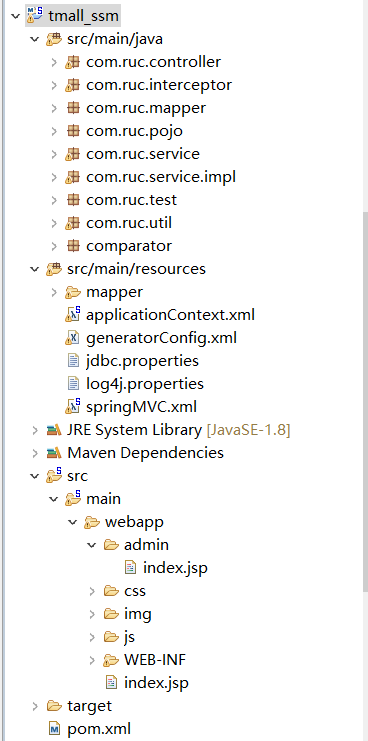 tmall_ssm
src/main/java
com.ruc.controller
com.ruc.interceptor
com.ruc.mapper
com.ruc.pojo
com.ruc.service
com.ruc.service.impl
com.ruc.test
com.ruc.util
comparator
src/main/resources
mapper
applicationContext.xml
generatorConfig.xml
jdbc.properties
log4j.properties
springMVC.xml
JRE System Library [JavaSE-1.8]
Maven Dependencies
src
main
webapp
admin
index.jsp
css
img
js
WEB-INF
index.jsp
target
pom.xml